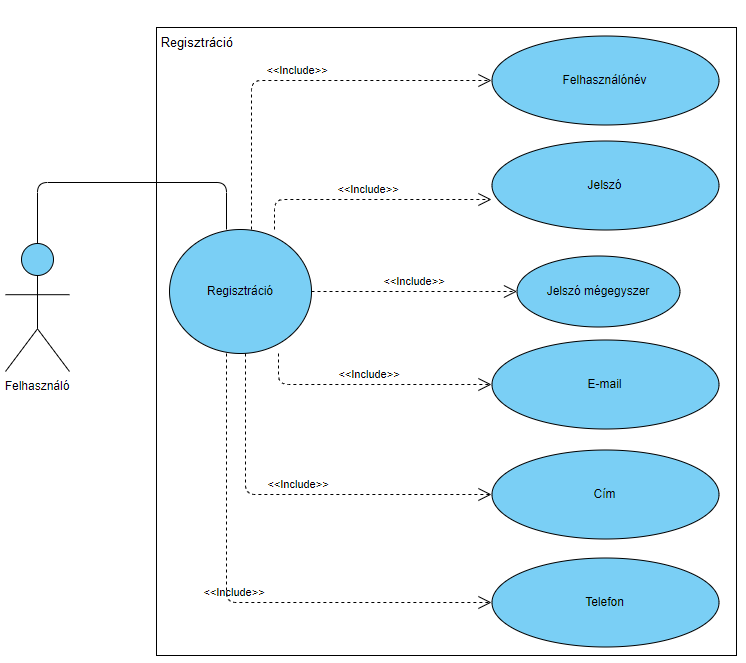 Regisztráció
<<Include>>
Felhasználónév
<<Include>>
Jelszó
Regisztráció
<<Include>>
Jelszó mégegyszer
Felhasználó
<<Include>>
E-mail
<<Include>>
Cím
<<Include>>
Telefon